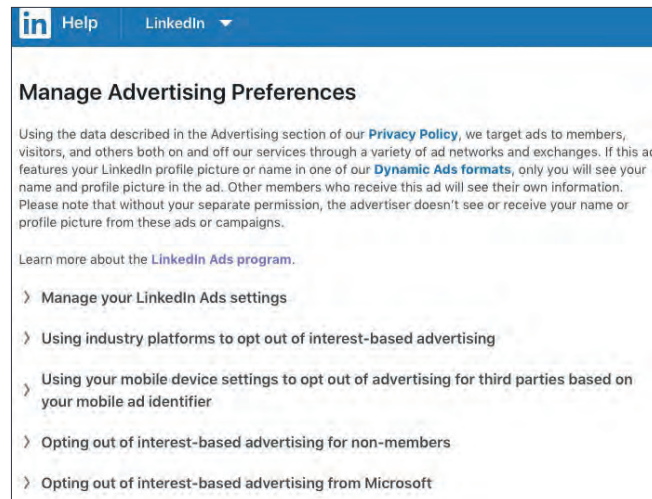 in Help LinkedIn
Manage Advertising Preferences
Using the data described in the Advertising section of our Privacy Policy, we target ads to members,
visitors, and others both on and off our services through a variety of ad networks and exchanges. If this ad
features your LinkedIn profile picture or name in one of our Dynamic Ads formats, only you will see your
name and profile picture in the ad. Other members who receive this ad will see their own information.
Please note that without your separate permission, the advertiser doesn't see or receive your name or
profile picture from these ads or campaigns.
Learn more about the LinkedIn Ads program.
Manage your LinkedIn Ads settings
Using industry platforms to opt out of interest-based advertising
Using your mobile device settings to opt out of advertising for third parties based on
your mobile ad identifier
Opting out of interest-based advertising for non-members
Opting out of interest-based advertising from Microsoft